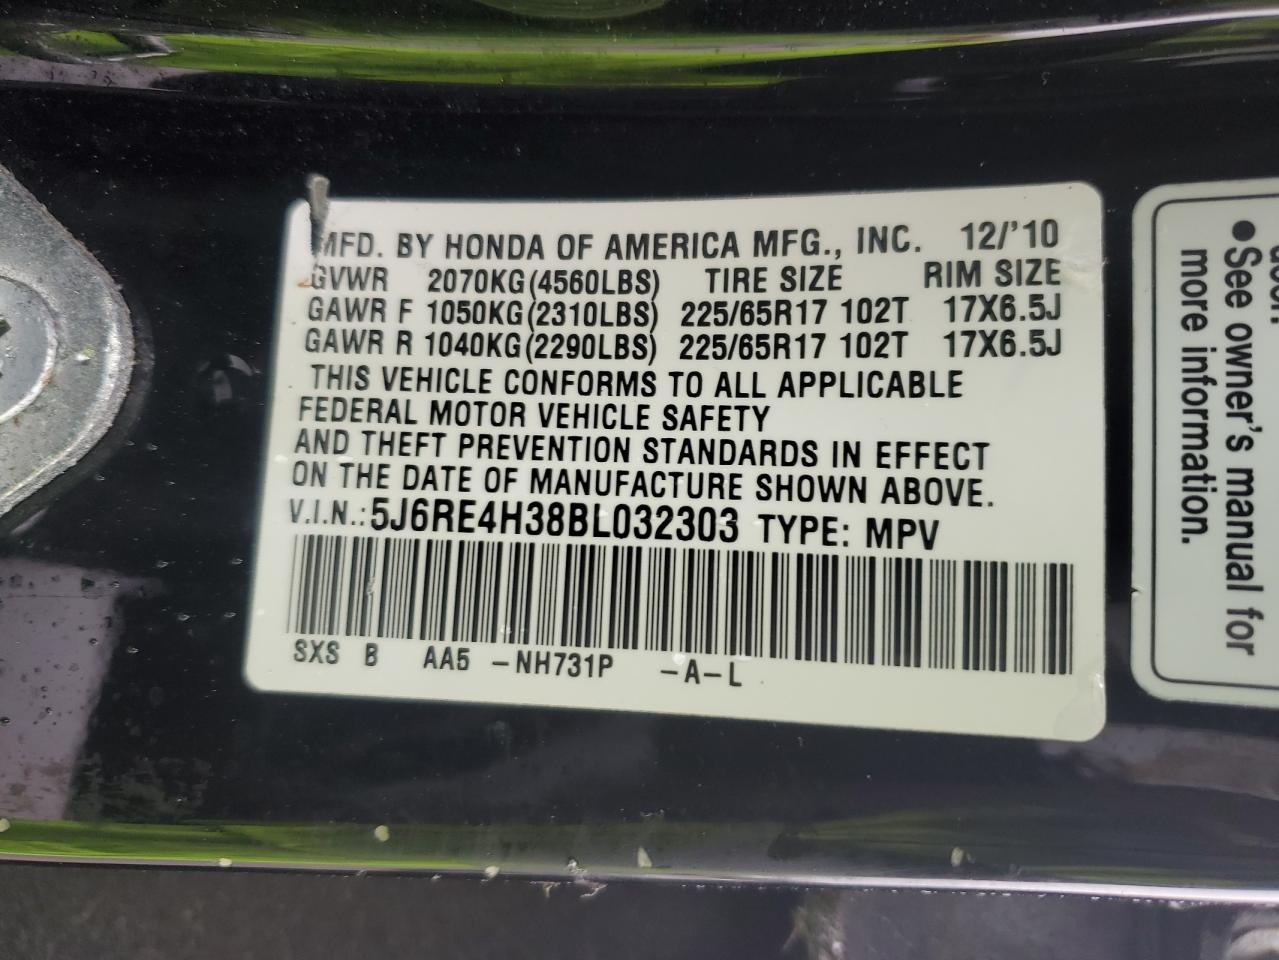 MFD. BY HONDA OF AMERICA MFG., INC. 12/'10
GVWR 2070KG(4560LBS) TIRE SIZE RIM SIZE
GAWR F 1050KG(2310LBS) 225/65R17 102T 17X6.5J
GAWR R 1040KG(2290LBS) 225/65R17 102T 17X6.5J
THIS VEHICLE CONFORMS TO ALL APPLICABLE
FEDERAL MOTOR VEHICLE SAFETY
AND THEFT PREVENTION STANDARDS IN EFFECT
ON THE DATE OF MANUFACTURE SHOWN ABOVE.
V.I.N.: 5J6RE4H38BL032303 TYPE: MPV
SXS B AA5 -NH731P -A-L
●See owner's manual for
more information.